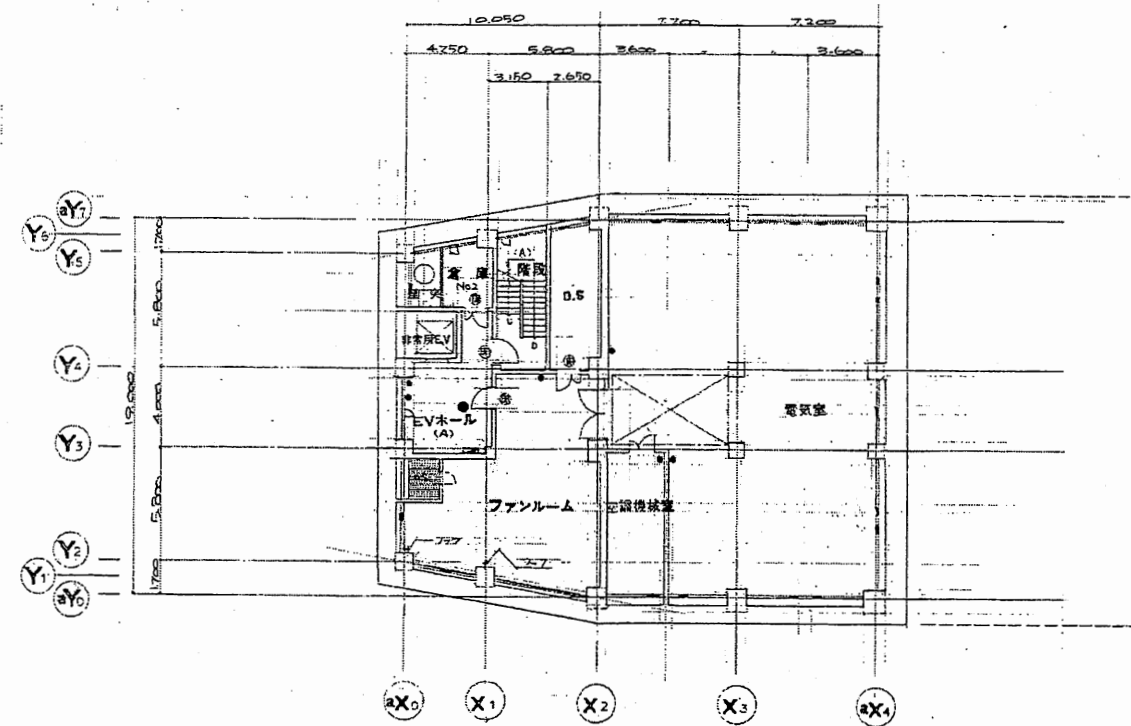 10.050
7.200
7.200
4.250
5.800
3.600
3.600
3.150
2.650
aY7
Y6
Y5
1.700
(A)
倉庫
階段
No.2
D.S
5.800
非常用EV
D
Y4
電気室
19.000
4.000
EVホール
(A)
Y3
ファンルーム
空調機械室
5.800
Y2
Y1
1.700
aY0
aX0
X1
X2
X3
aX4